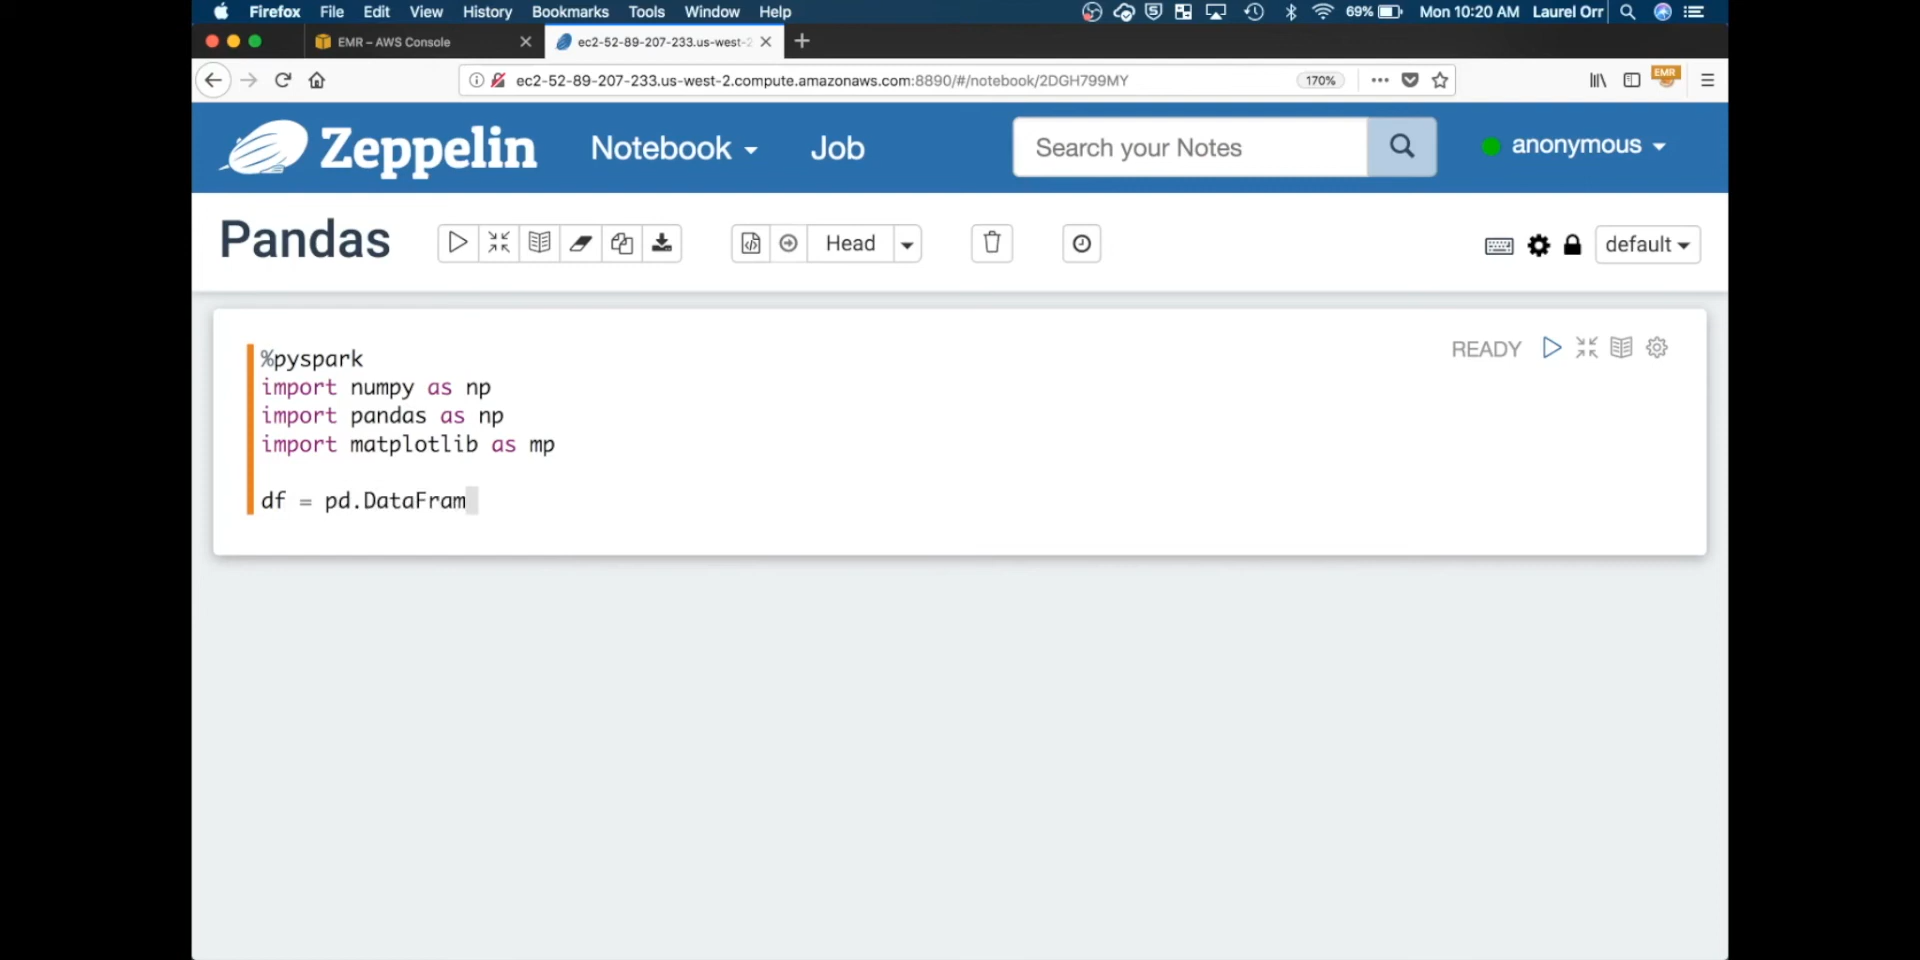 Firefox File Edit View History Bookmarks Tools Window Help 69% Mon 10:20 AM Laurel Orr
EMR – AWS Console ec2-52-89-207-233.us-west-2
ec2-52-89-207-233.us-west-2.compute.amazonaws.com:8890/#/notebook/2DGH799MY 170% EMR
Zeppelin Notebook Job Search your Notes anonymous
Pandas Head default
READY
%pyspark
import numpy as np
import pandas as np
import matplotlib as mp
df = pd.DataFram